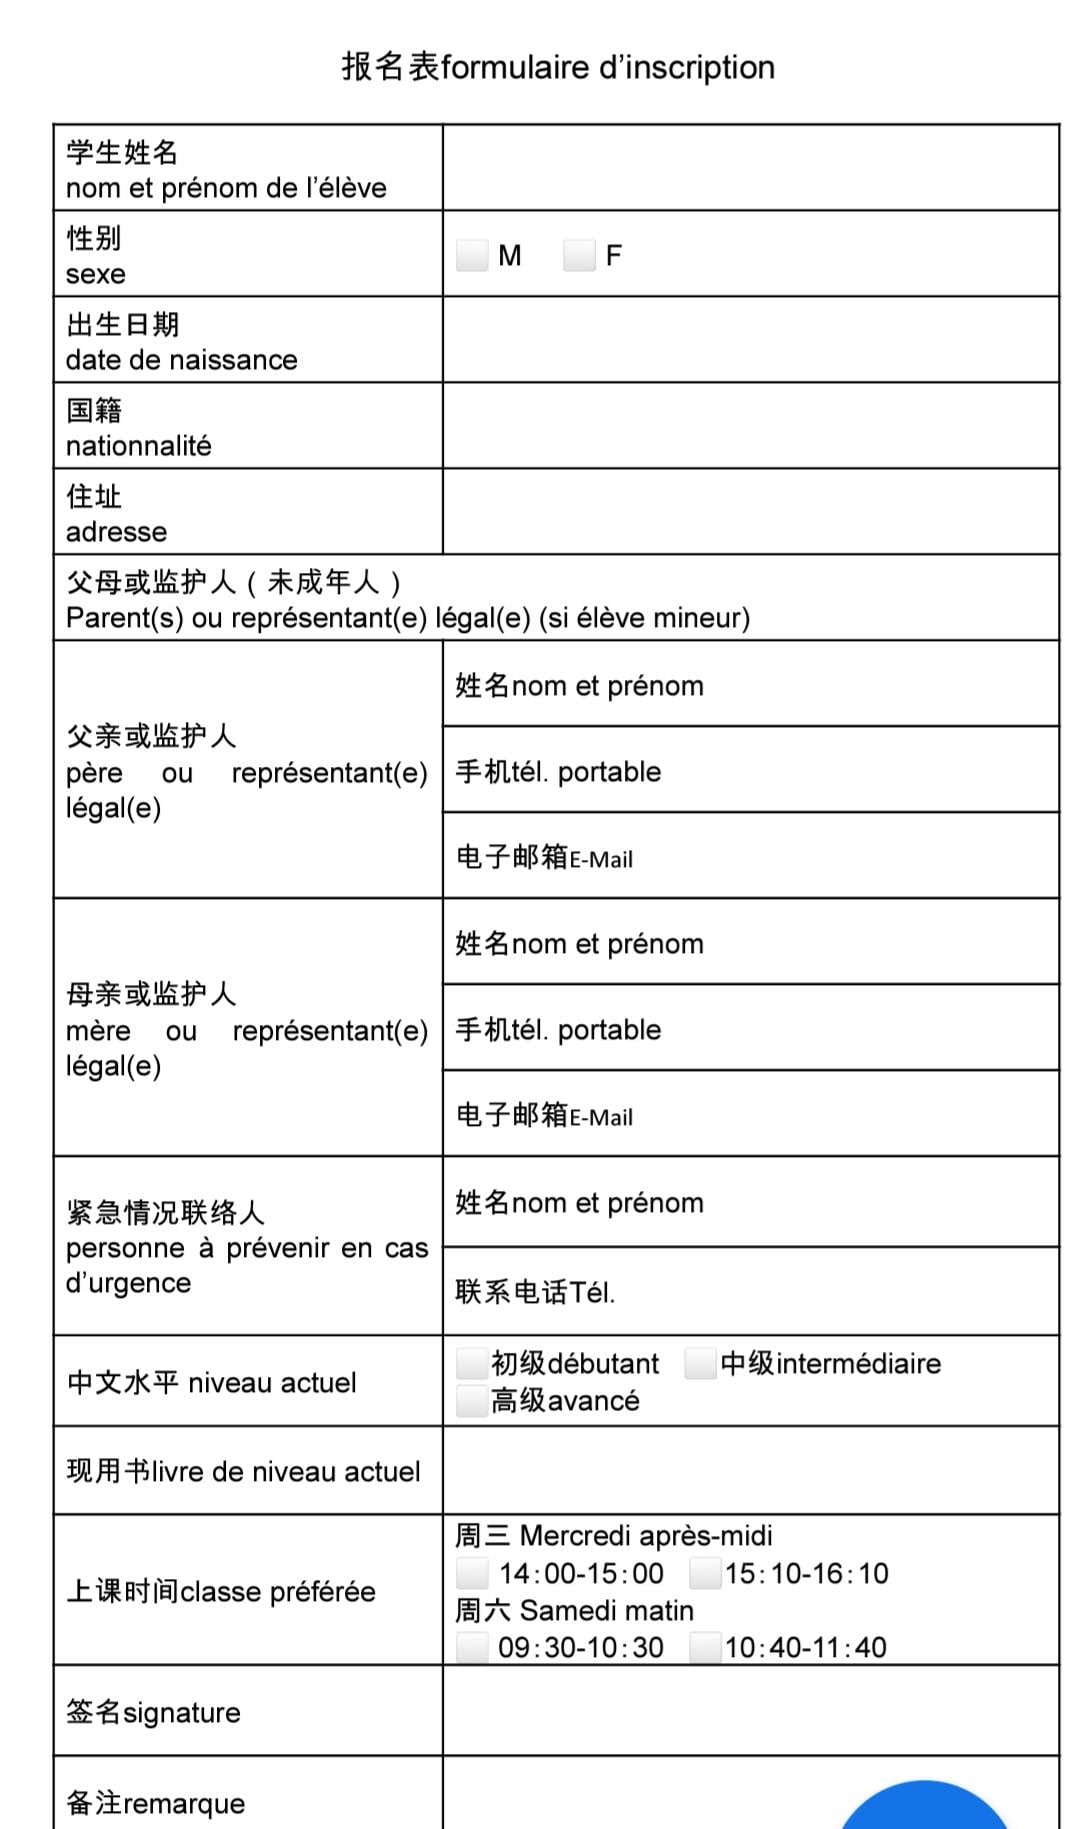 报名表formulaire d’inscription
学生姓名
nom et prénom de l’élève
性别
sexe
M F
出生日期
date de naissance
国籍
nationnalité
住址
adresse
父母或监护人（未成年人）
Parent(s) ou représentant(e) légal(e) (si élève mineur)
父亲或监护人
père ou représentant(e)
légal(e)
姓名nom et prénom
手机tél. portable
电子邮箱E-Mail
母亲或监护人
mère ou représentant(e)
légal(e)
姓名nom et prénom
手机tél. portable
电子邮箱E-Mail
紧急情况联络人
personne à prévenir en cas
d’urgence
姓名nom et prénom
联系电话Tél.
中文水平 niveau actuel
初级débutant 中级intermédiaire
高级avancé
现用书livre de niveau actuel
上课时间classe préférée
周三 Mercredi après-midi
14:00-15:00 15:10-16:10
周六 Samedi matin
09:30-10:30 10:40-11:40
签名signature
备注remarque